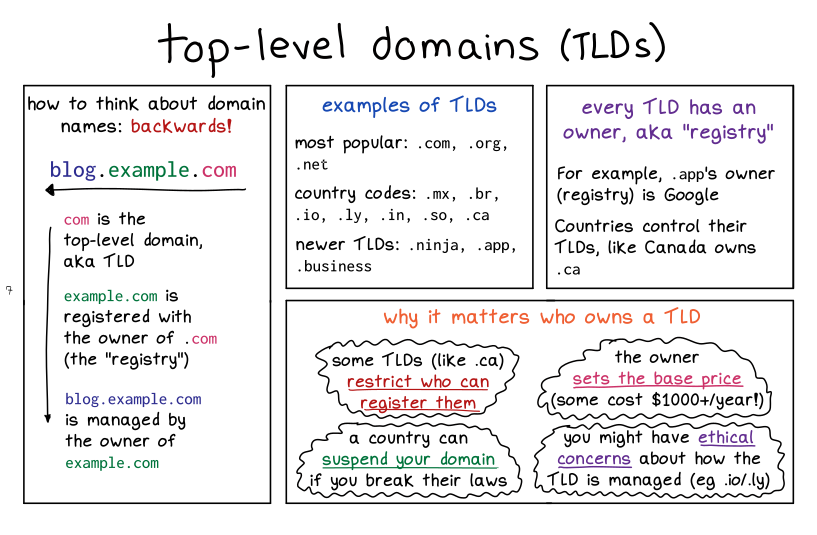 top-level domains (TLDs)
how to think about domain
names: backwards!
blog.example.com
com is the
top-level domain,
aka TLD
example.com is
registered with
the owner of .com
(the "registry")
blog.example.com
is managed by
the owner of
example.com
examples of TLDs
most popular: .com, .org,
.net
country codes: .mx, .br,
.io, .ly, .in, .so, .ca
newer TLDs: .ninja, .app,
.business
every TLD has an
owner, aka "registry"
For example, .app's owner
(registry) is Google
Countries control their
TLDs, like Canada owns
.ca
why it matters who owns a TLD
some TLDs (like .ca)
restrict who can
register them
the owner
sets the base price
(some cost $1000+/year!)
a country can
suspend your domain
if you break their laws
you might have ethical
concerns about how the
TLD is managed (eg .io/.ly)
7